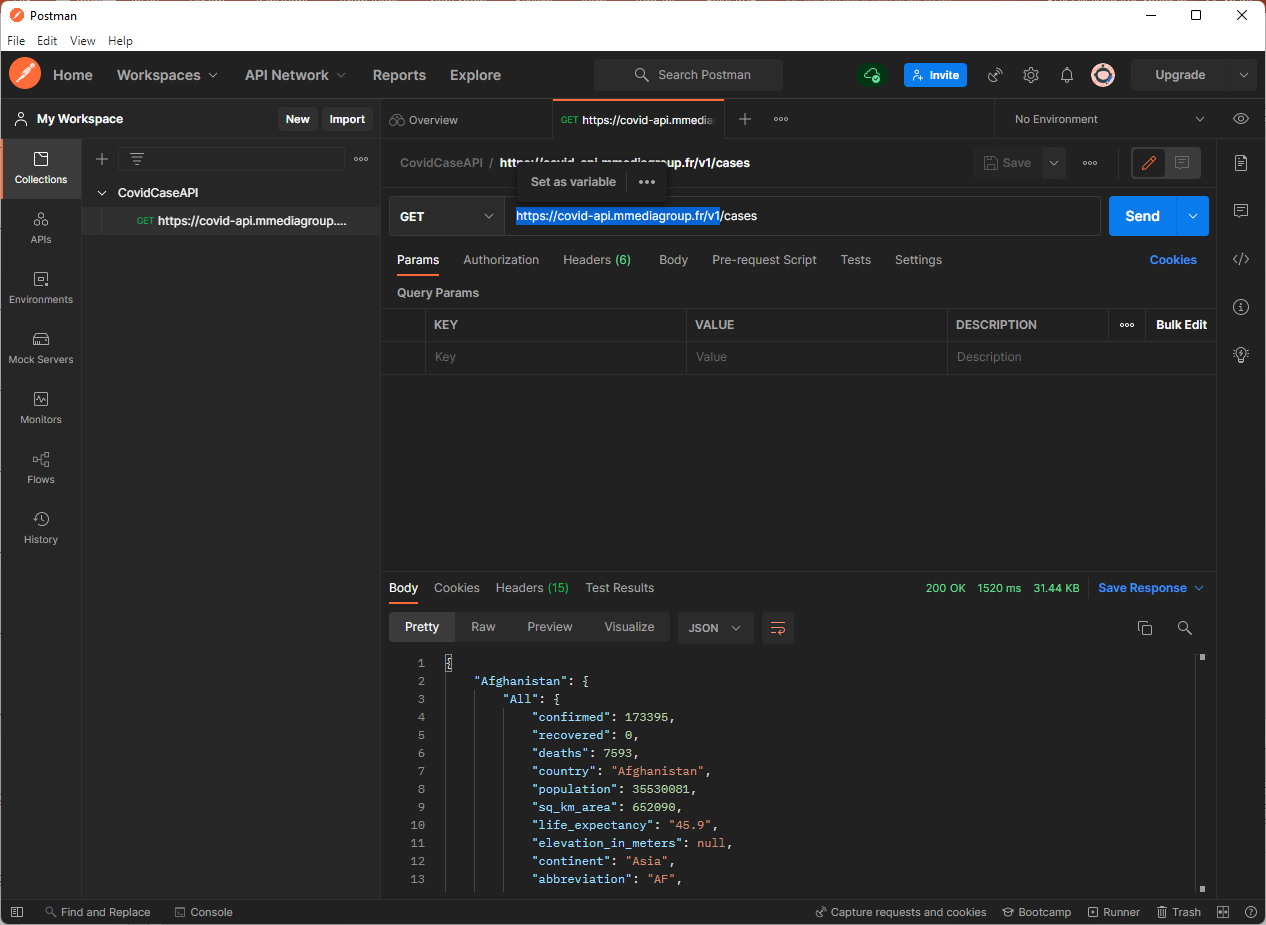 Postman
File Edit View Help
Home Workspaces API Network Reports Explore Search Postman Invite Upgrade
My Workspace New Import
Overview GET https://covid-api.mmedia No Environment
Collections
APIs
Environments
Mock Servers
Monitors
Flows
History
CovidCaseAPI
GET https://covid-api.mmediagroup....
CovidCaseAPI / https://covid-api.mmediagroup.fr/v1/cases Save
Set as variable
GET https://covid-api.mmediagroup.fr/v1/cases Send
Params Authorization Headers (6) Body Pre-request Script Tests Settings Cookies
Query Params
KEY VALUE DESCRIPTION Bulk Edit
Key Value Description
Body Cookies Headers (15) Test Results 200 OK 1520 ms 31.44 KB Save Response
Pretty Raw Preview Visualize JSON
1 {
2 "Afghanistan": {
3 "All": {
4 "confirmed": 173395,
5 "recovered": 0,
6 "deaths": 7593,
7 "country": "Afghanistan",
8 "population": 35530081,
9 "sq_km_area": 652090,
10 "life_expectancy": "45.9",
11 "elevation_in_meters": null,
12 "continent": "Asia",
13 "abbreviation": "AF",
Find and Replace Console Capture requests and cookies Bootcamp Runner Trash